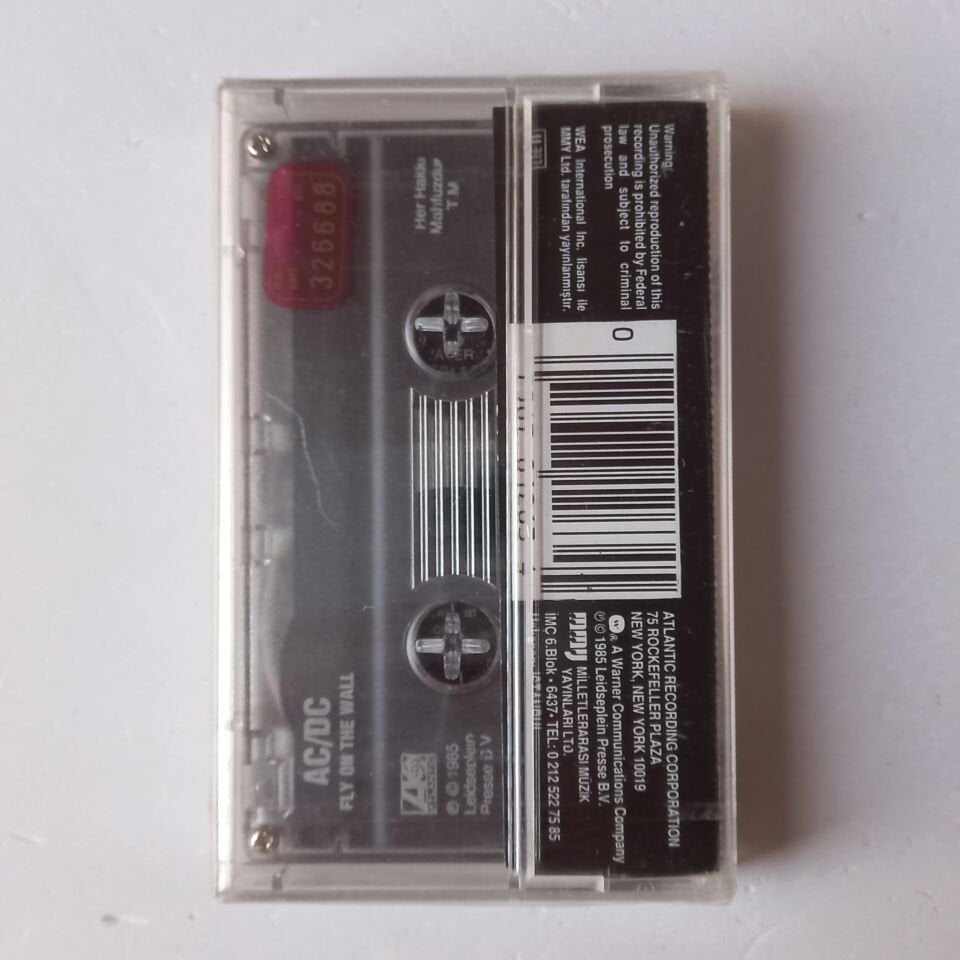 Warning:
Unauthorized reproduction of this
recording is prohibited by Federal
law and subject to criminal
prosecution
WEA International Inc. lisansı ile
MMY Ltd. tarafından yayınlanmıştır.
0
ATLANTIC RECORDING CORPORATION
75 ROCKEFELLER PLAZA
NEW YORK, NEW YORK 10019
A Warner Communications Company
℗ © 1985 Leidseplein Presse B.V.
MİLLETLERARASI MÜZİK
YAYINLARI LTD.
İMC 6.Blok • 6437 • TEL: 0 212 522 75 85
Her Hakkı
Mahfuzdur
T M
326688
AC/DC
FLY ON THE WALL
℗ © 1985
Leidseplein
Presse B V